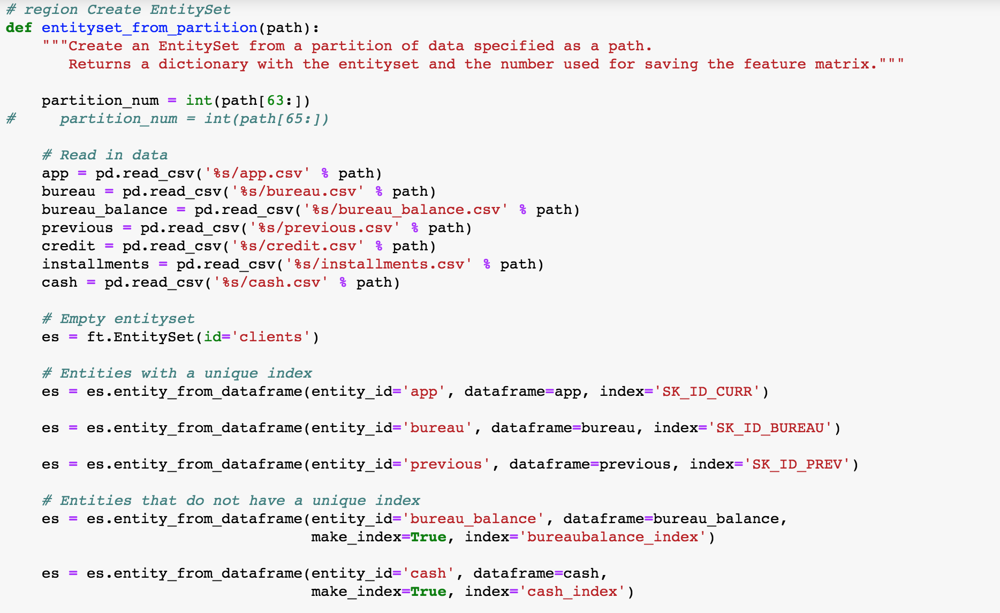 # region Create EntitySet
def entityset_from_partition(path):
    """Create an EntitySet from a partition of data specified as a path.
       Returns a dictionary with the entityset and the number used for saving the feature matrix."""

    partition_num = int(path[63:])
#     partition_num = int(path[65:])

    # Read in data
    app = pd.read_csv('%s/app.csv' % path)
    bureau = pd.read_csv('%s/bureau.csv' % path)
    bureau_balance = pd.read_csv('%s/bureau_balance.csv' % path)
    previous = pd.read_csv('%s/previous.csv' % path)
    credit = pd.read_csv('%s/credit.csv' % path)
    installments = pd.read_csv('%s/installments.csv' % path)
    cash = pd.read_csv('%s/cash.csv' % path)

    # Empty entityset
    es = ft.EntitySet(id='clients')

    # Entities with a unique index
    es = es.entity_from_dataframe(entity_id='app', dataframe=app, index='SK_ID_CURR')

    es = es.entity_from_dataframe(entity_id='bureau', dataframe=bureau, index='SK_ID_BUREAU')

    es = es.entity_from_dataframe(entity_id='previous', dataframe=previous, index='SK_ID_PREV')

    # Entities that do not have a unique index
    es = es.entity_from_dataframe(entity_id='bureau_balance', dataframe=bureau_balance,
                                  make_index=True, index='bureaubalance_index')

    es = es.entity_from_dataframe(entity_id='cash', dataframe=cash,
                                  make_index=True, index='cash_index')